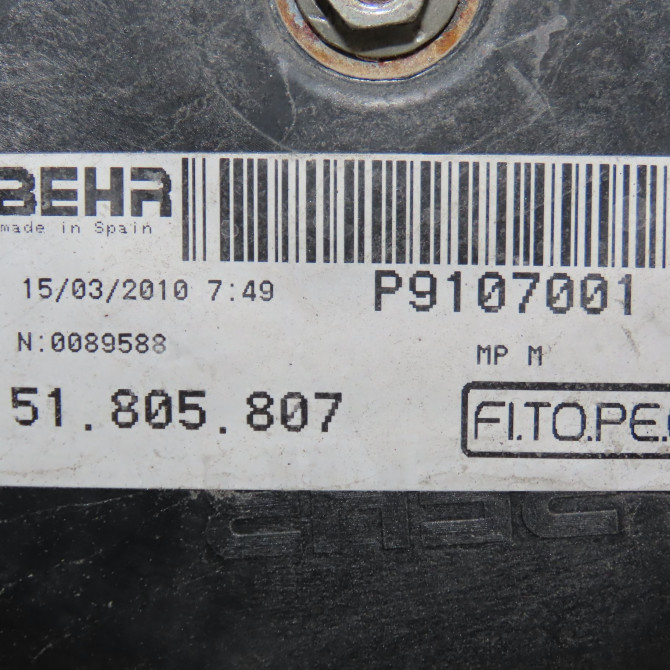 BEHR
made in Spain
15/03/2010 7:49
P9107001
N:0089588
MP M
51.805.807
FI.TO.PE.